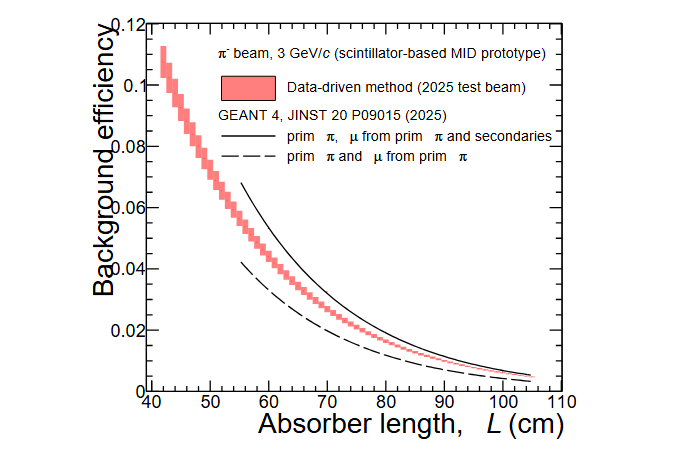 0.12
0.1
0.08
0.06
0.04
0.02
0
Background efficiency
π- beam, 3 GeV/c (scintillator-based MID prototype)
Data-driven method (2025 test beam)
GEANT 4, JINST 20 P09015 (2025)
prim π, μ from prim π and secondaries
prim π and μ from prim π
40 50 60 70 80 90 100 110
Absorber length, L (cm)